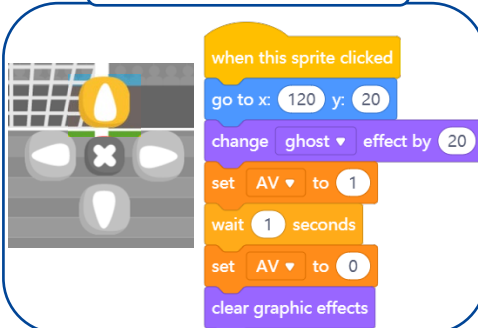 when this sprite clicked
go to x: 120 y: 20
change ghost effect by 20
set AV to 1
wait 1 seconds
set AV to 0
clear graphic effects